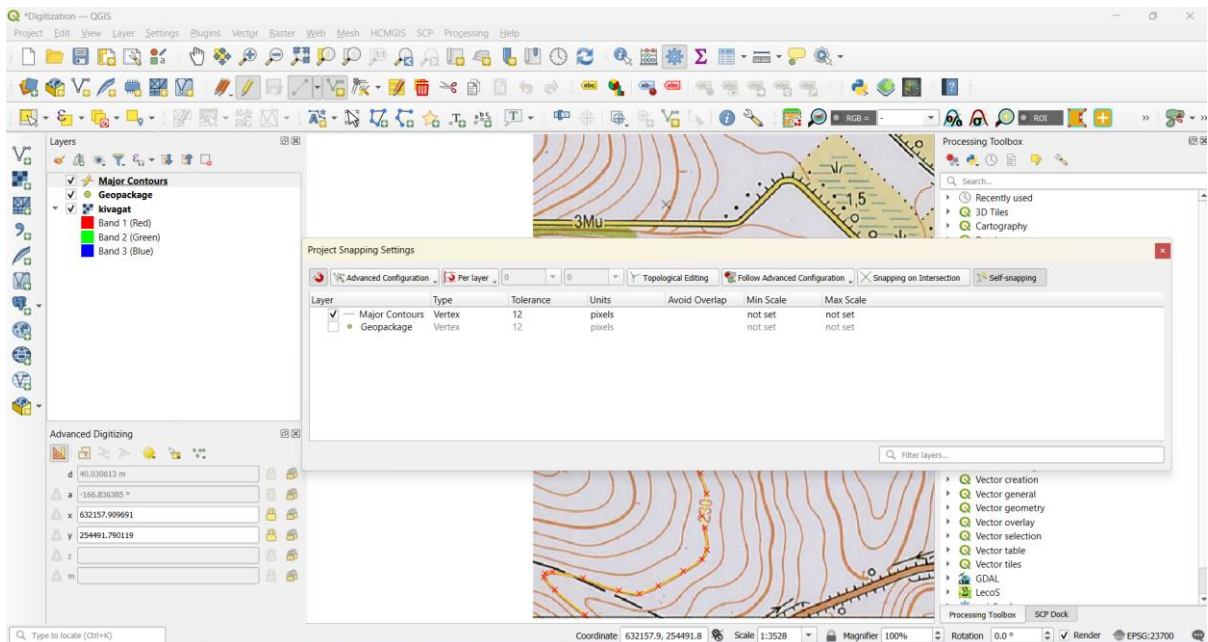 *Digitization — QGIS
Project Edit View Layer Settings Plugins Vector Raster Web Mesh HCMGIS SCP Processing Help
RGB = -
ROI
Layers
Major Contours
Geopackage
kivagat
Band 1 (Red)
Band 2 (Green)
Band 3 (Blue)
3Mu
1,5
Processing Toolbox
Search...
Recently used
3D Tiles
Cartography
Project Snapping Settings
Advanced Configuration Per layer 0 0 Topological Editing Follow Advanced Configuration Snapping on Intersection Self-snapping
Layer Type Tolerance Units Avoid Overlap Min Scale Max Scale
Major Contours Vertex 12 pixels not set not set
Geopackage Vertex 12 pixels not set not set
Filter layers...
Advanced Digitizing
d 40.030613 m
a -166.836385 °
x 632157.909691
y 254491.790119
z
m
230
Vector creation
Vector general
Vector geometry
Vector overlay
Vector selection
Vector table
Vector tiles
GDAL
LecoS
Processing Toolbox SCP Dock
Type to locate (Ctrl+K) Coordinate 632157.9, 254491.8 Scale 1:3528 Magnifier 100% Rotation 0.0 ° Render EPSG:23700